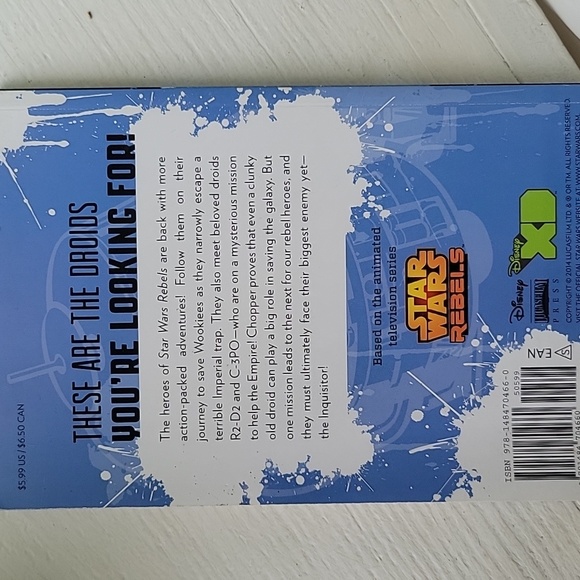 $5.99 US / $6.50 CAN
THESE ARE THE DROIDS
YOU'RE LOOKING FOR!
The heroes of Star Wars Rebels are back with more
action-packed adventures! Follow them on their
journey to save Wookiees as they narrowly escape a
terrible Imperial trap. They also meet beloved droids
R2-D2 and C-3PO—who are on a mysterious mission
to help the Empire! Chopper proves that even a clunky
old droid can play a big role in saving the galaxy. But
one mission leads to the next for our rebel heroes, and
they must ultimately face their biggest enemy yet—
the Inquisitor!
Based on the animated
television series
STAR
WARS
REBELS
Disney
LUCASFILM
PRESS
Disney
XD
COPYRIGHT © 2014 LUCASFILM LTD. & ® OR TM. ALL RIGHTS RESERVED.
OFFICIAL STAR WARS
AT WWW.STARWARS.COM
EAN
ISBN 978-148470466-0
50599